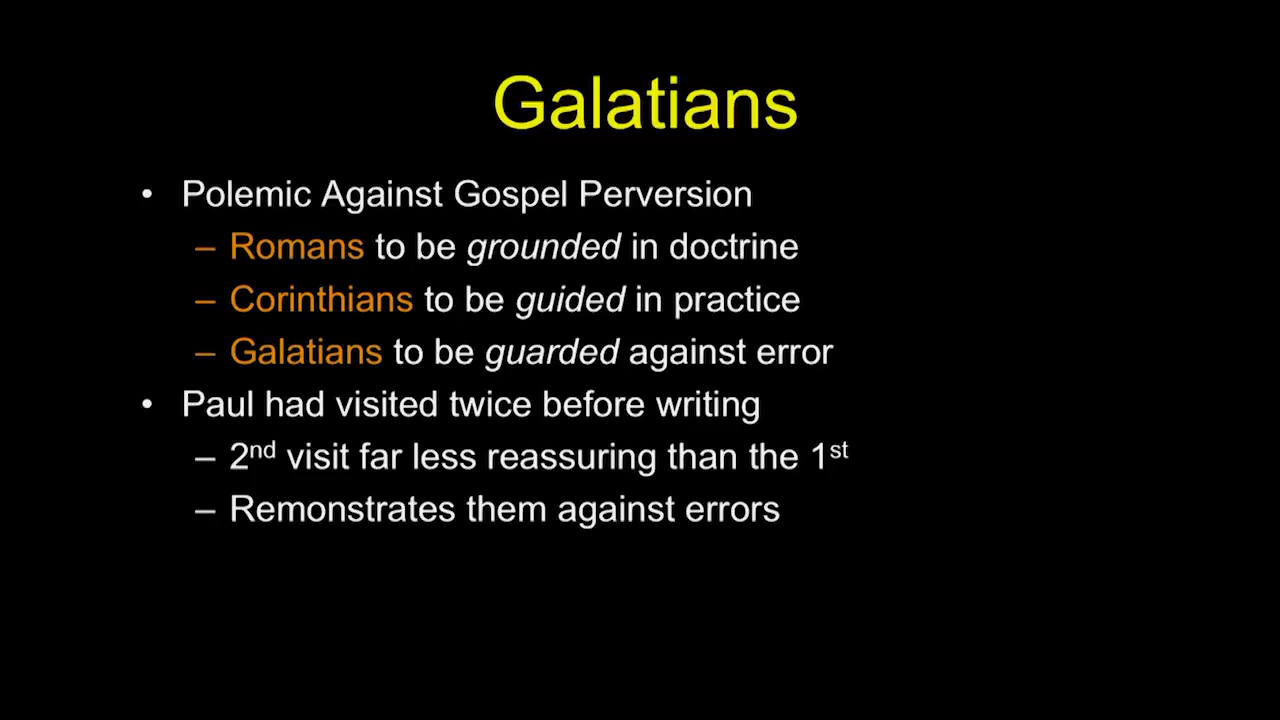 Galatians
• Polemic Against Gospel Perversion
– Romans to be grounded in doctrine
– Corinthians to be guided in practice
– Galatians to be guarded against error
• Paul had visited twice before writing
– 2nd visit far less reassuring than the 1st
– Remonstrates them against errors